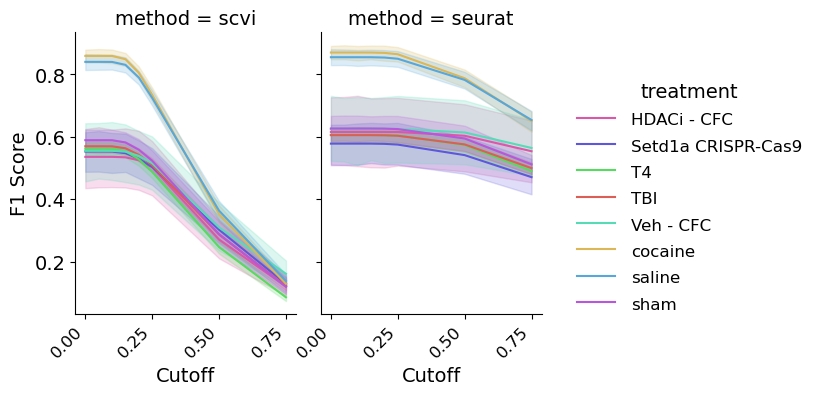 method = scvi
method = seurat
F1 Score
0.8
0.6
0.4
0.2
0.00
0.25
0.50
0.75
Cutoff
0.00
0.25
0.50
0.75
Cutoff
treatment
HDACi - CFC
Setd1a CRISPR-Cas9
T4
TBI
Veh - CFC
cocaine
saline
sham